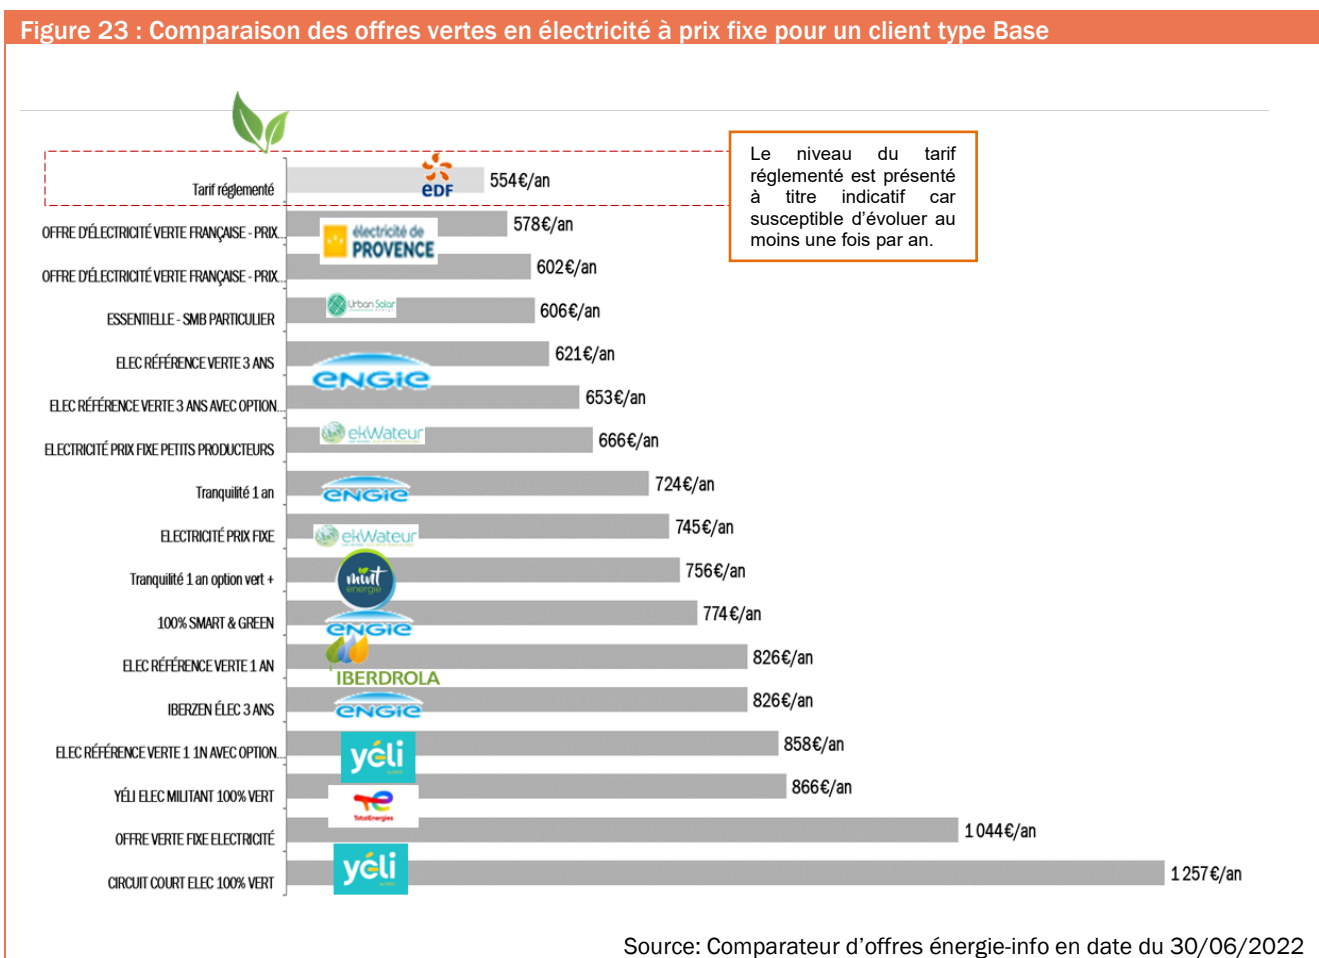 Figure 23 : Comparaison des offres vertes en électricité à prix fixe pour un client type Base
Le niveau du tarif
réglementé est présenté
à titre indicatif car
susceptible d'évoluer au
moins une fois par an.
Tarif réglementé
eDF
554€/an
OFFRE D'ÉLECTRICITÉ VERTE FRANÇAISE - PRIX...
électricité de
PROVENCE
578€/an
OFFRE D'ÉLECTRICITÉ VERTE FRANÇAISE - PRIX...
602€/an
ESSENTIELLE - SMB PARTICULIER
Urban Solar
606€/an
ELEC RÉFÉRENCE VERTE 3 ANS
ENGIE
621€/an
ELEC RÉFÉRENCE VERTE 3 ANS AVEC OPTION...
653€/an
ELECTRICITÉ PRIX FIXE PETITS PRODUCTEURS
ekWateur
666€/an
Tranquilité 1 an
ENGIE
724€/an
ELECTRICITÉ PRIX FIXE
ekWateur
745€/an
Tranquilité 1 an option vert +
mint
energie
756€/an
100% SMART & GREEN
ENGIE
774€/an
ELEC RÉFÉRENCE VERTE 1 AN
IBERDROLA
826€/an
IBERZEN ÉLEC 3 ANS
ENGIE
826€/an
ELEC RÉFÉRENCE VERTE 1 1N AVEC OPTION...
yéli
858€/an
YÉLI ELEC MILITANT 100% VERT
TotalEnergies
866€/an
OFFRE VERTE FIXE ELECTRICITÉ
1 044€/an
CIRCUIT COURT ELEC 100% VERT
yéli
1 257€/an
Source: Comparateur d'offres énergie-info en date du 30/06/2022